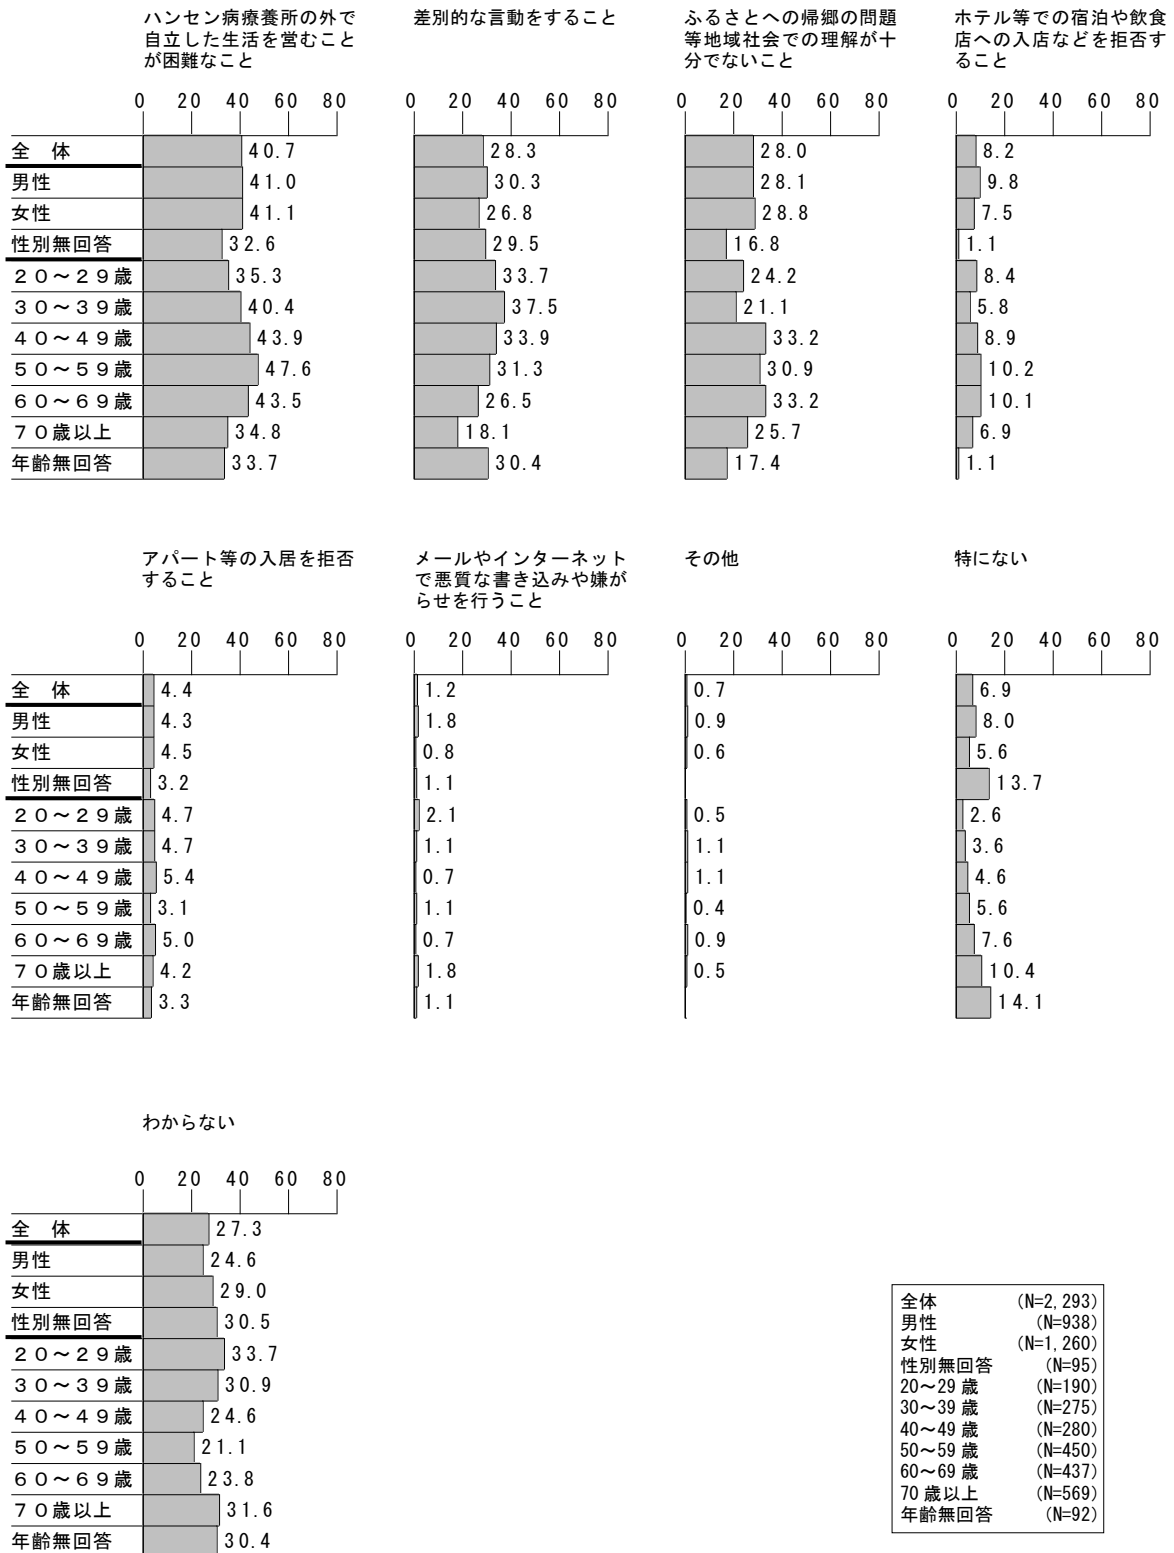 ハンセン病療養所の外で
自立した生活を営むこと
が困難なこと
差別的な言動をすること
ふるさとへの帰郷の問題
等地域社会での理解が十
分でないこと
ホテル等での宿泊や飲食
店への入店などを拒否す
ること
0 20 40 60 80 0 20 40 60 80 0 20 40 60 80 0 20 40 60 80
全 体 40.7 28.3 28.0 8.2
男性 41.0 30.3 28.1 9.8
女性 41.1 26.8 28.8 7.5
性別無回答 32.6 29.5 16.8 1.1
20～29歳 35.3 33.7 24.2 8.4
30～39歳 40.4 37.5 21.1 5.8
40～49歳 43.9 33.9 33.2 8.9
50～59歳 47.6 31.3 30.9 10.2
60～69歳 43.5 26.5 33.2 10.1
70歳以上 34.8 18.1 25.7 6.9
年齢無回答 33.7 30.4 17.4 1.1
アパート等の入居を拒否
すること
メールやインターネット
で悪質な書き込みや嫌が
らせを行うこと
その他
特にない
0 20 40 60 80 0 20 40 60 80 0 20 40 60 80 0 20 40 60 80
全 体 4.4 1.2 0.7 6.9
男性 4.3 1.8 0.9 8.0
女性 4.5 0.8 0.6 5.6
性別無回答 3.2 1.1 13.7
20～29歳 4.7 2.1 0.5 2.6
30～39歳 4.7 1.1 1.1 3.6
40～49歳 5.4 0.7 1.1 4.6
50～59歳 3.1 1.1 0.4 5.6
60～69歳 5.0 0.7 0.9 7.6
70歳以上 4.2 1.8 0.5 10.4
年齢無回答 3.3 1.1 14.1
わからない
0 20 40 60 80
全 体 27.3
男性 24.6
女性 29.0
性別無回答 30.5
20～29歳 33.7
30～39歳 30.9
40～49歳 24.6
50～59歳 21.1
60～69歳 23.8
70歳以上 31.6
年齢無回答 30.4
全体 (N=2,293)
男性 (N=938)
女性 (N=1,260)
性別無回答 (N=95)
20～29 歳 (N=190)
30～39 歳 (N=275)
40～49 歳 (N=280)
50～59 歳 (N=450)
60～69 歳 (N=437)
70 歳以上 (N=569)
年齢無回答 (N=92)